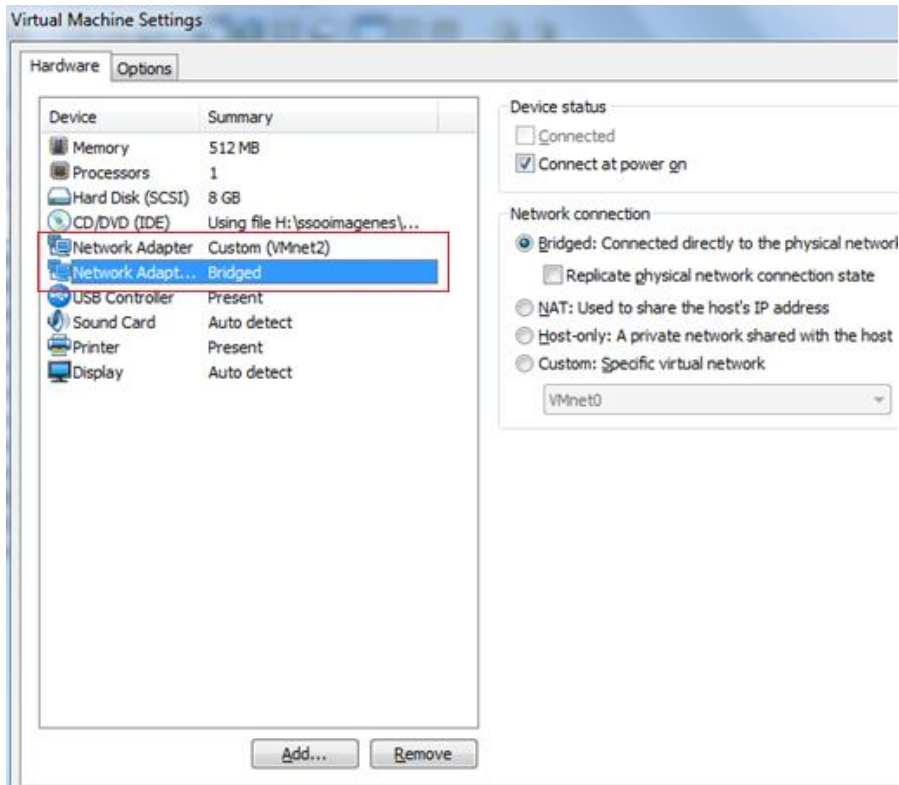 Virtual Machine Settings
Hardware Options
Device Summary
Memory 512 MB
Processors 1
Hard Disk (SCSI) 8 GB
CD/DVD (IDE) Using file H:\ssooimagenes\...
Network Adapter Custom (VMnet2)
Network Adapt... Bridged
USB Controller Present
Sound Card Auto detect
Printer Present
Display Auto detect
Add... Remove
Device status
Connected
Connect at power on
Network connection
Bridged: Connected directly to the physical network
Replicate physical network connection state
NAT: Used to share the host's IP address
Host-only: A private network shared with the host
Custom: Specific virtual network
VMnet0